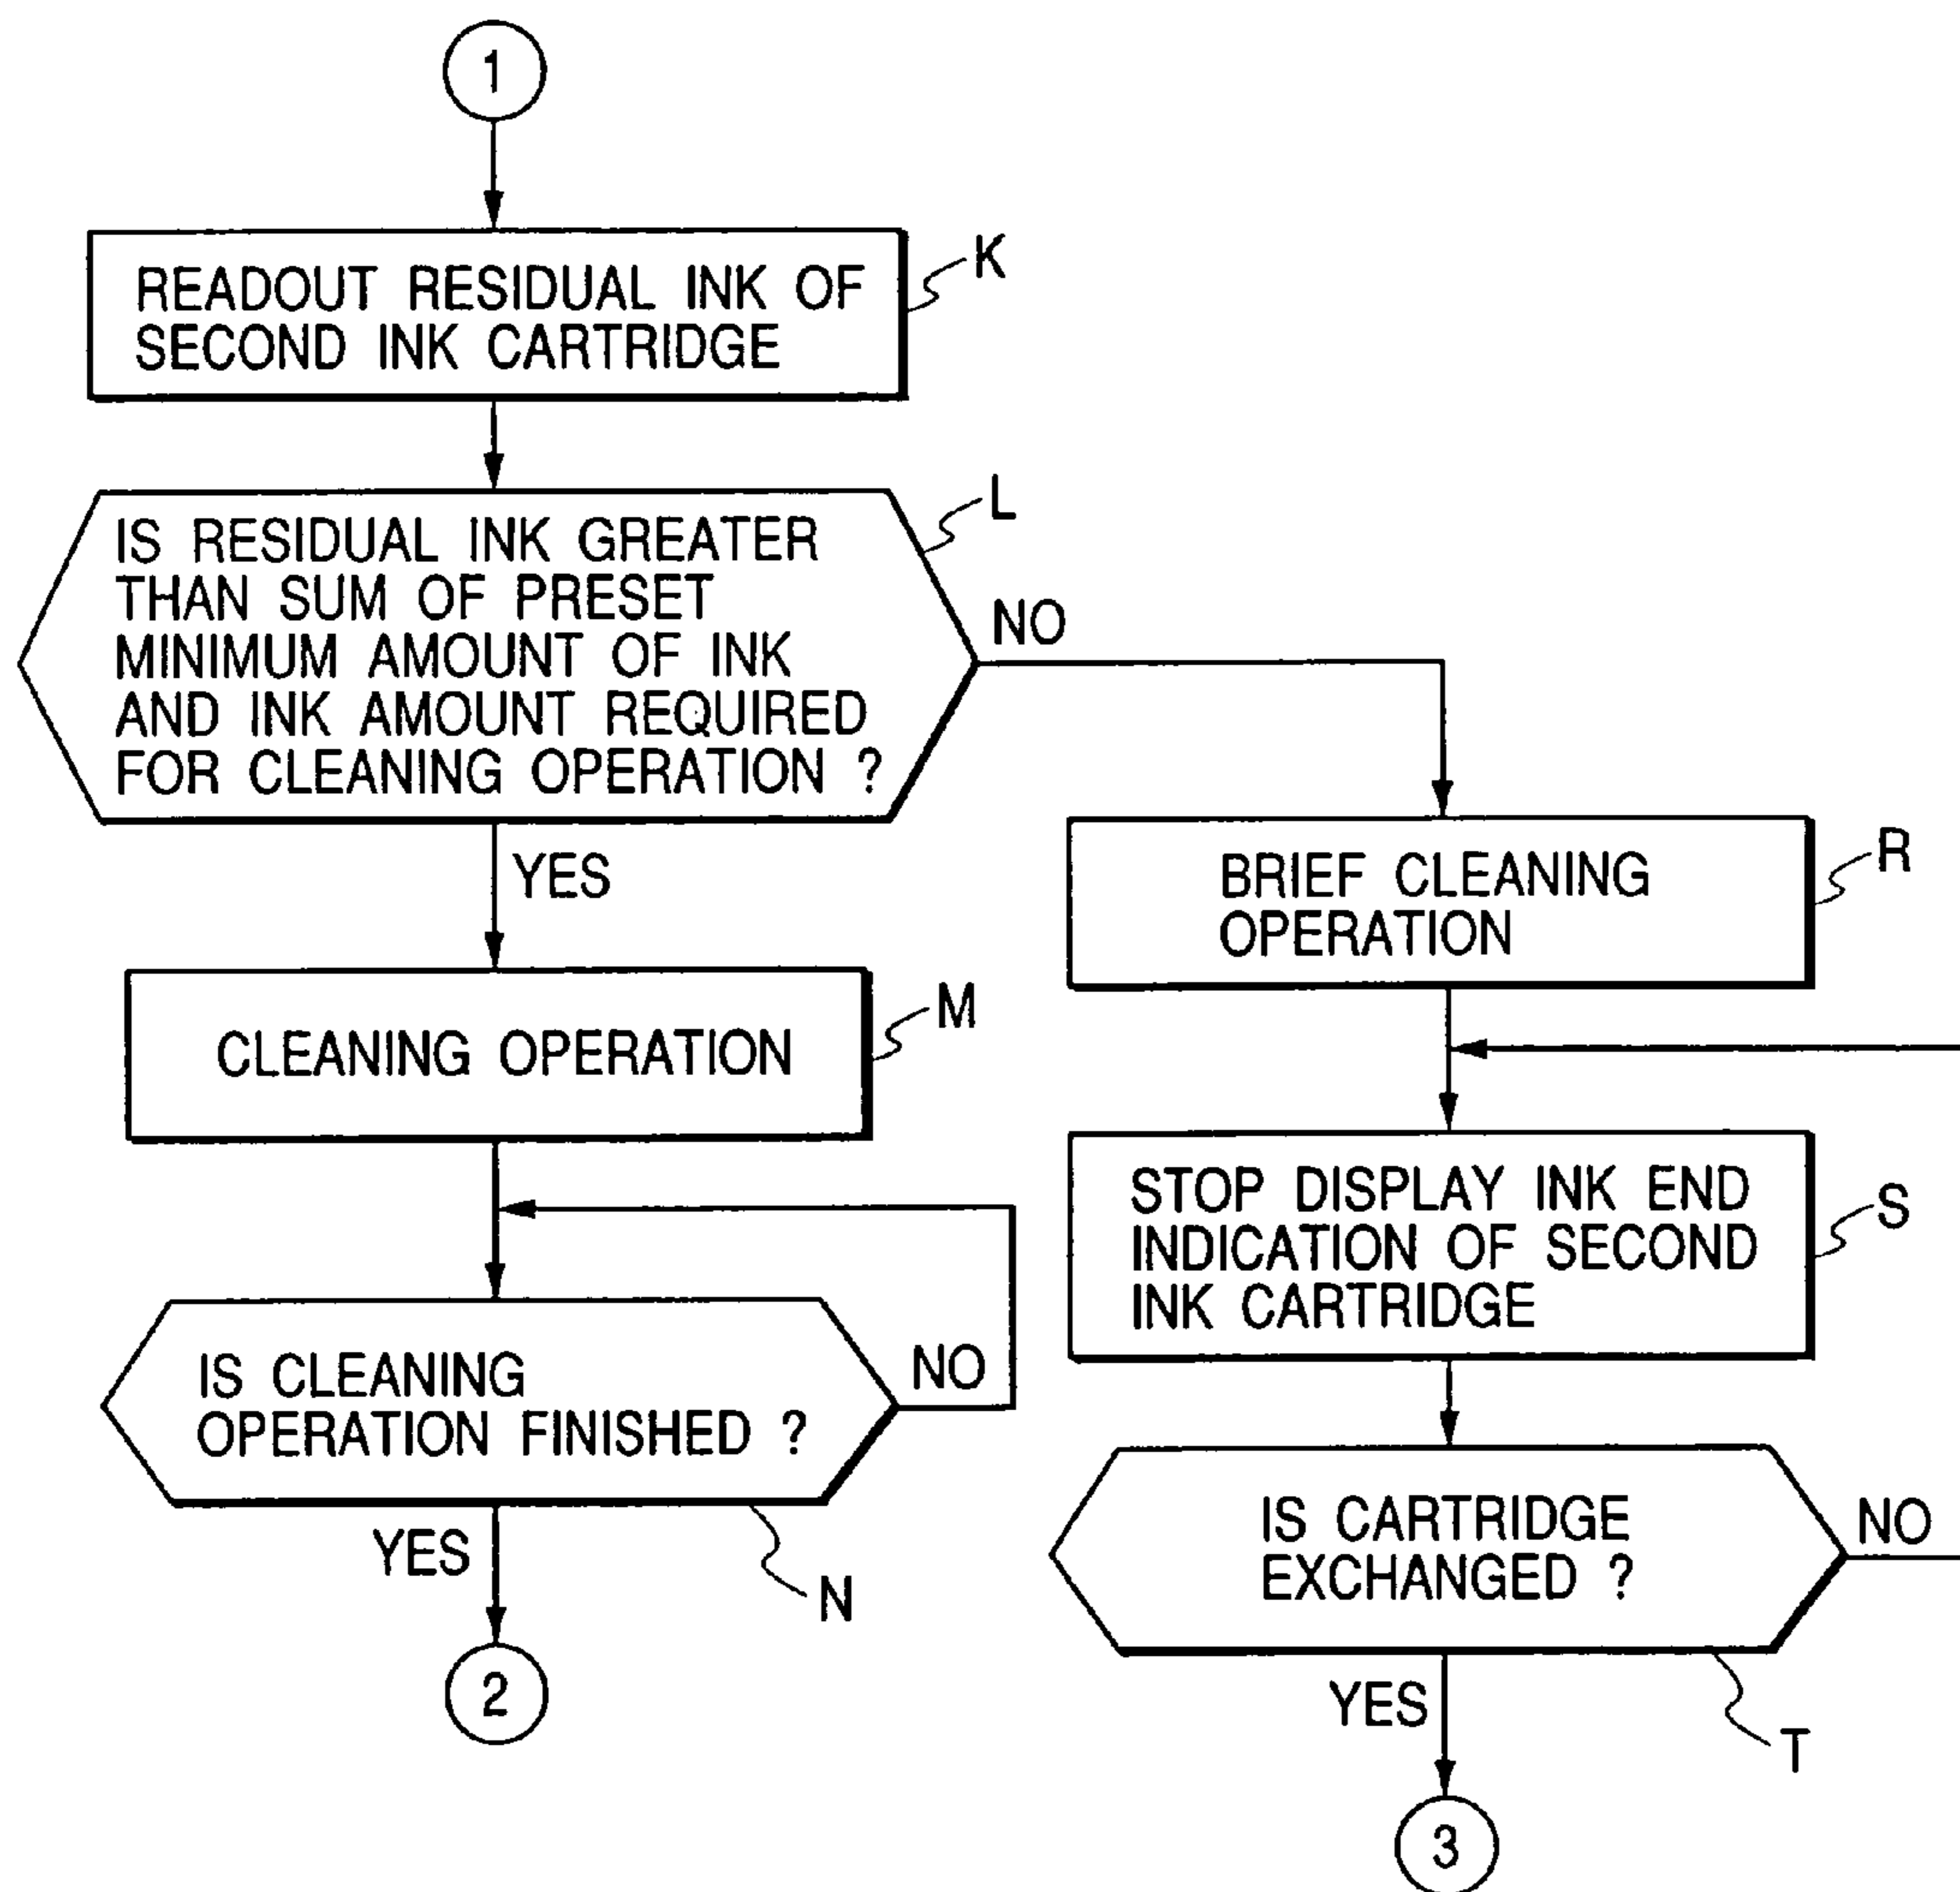 1
READOUT RESIDUAL INK OF
SECOND INK CARTRIDGE
K
IS RESIDUAL INK GREATER
THAN SUM OF PRESET
MINIMUM AMOUNT OF INK
AND INK AMOUNT REQUIRED
FOR CLEANING OPERATION ?
L
NO
YES
CLEANING OPERATION
M
IS CLEANING
OPERATION FINISHED ?
NO
YES
N
2
BRIEF CLEANING
OPERATION
R
STOP DISPLAY INK END
INDICATION OF SECOND
INK CARTRIDGE
S
IS CARTRIDGE
EXCHANGED ?
NO
YES
T
3